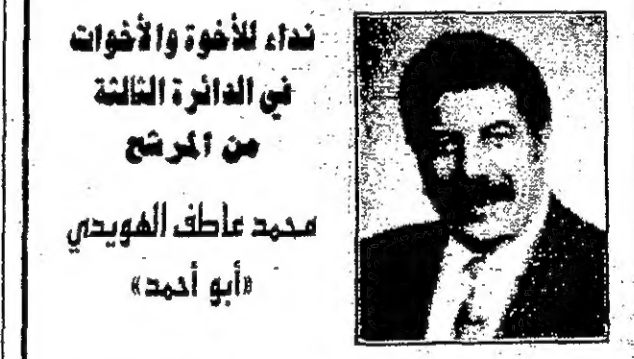 نداء للأخوة والأخوات
في الدائرة الثالثة
من المرشح
محمد عاطف الهويدي
«أبو أحمد»